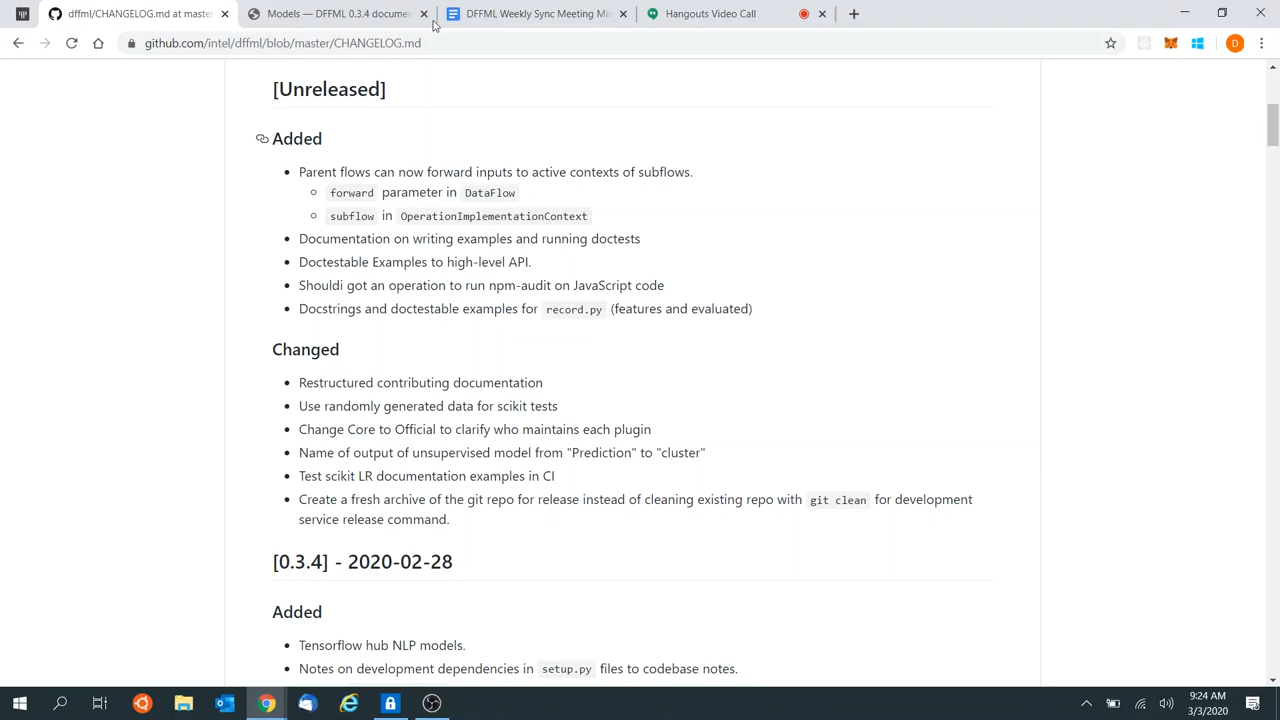 dffml/CHANGELOG.md at maste
Models — DFFML 0.3.4 documen
DFFML Weekly Sync Meeting Min
Hangouts Video Call
github.com/intel/dffml/blob/master/CHANGELOG.md
D
[Unreleased]
Added
Parent flows can now forward inputs to active contexts of subflows.
forward parameter in DataFlow
subflow in OperationImplementationContext
Documentation on writing examples and running doctests
Doctestable Examples to high-level API.
Shouldi got an operation to run npm-audit on JavaScript code
Docstrings and doctestable examples for record.py (features and evaluated)
Changed
Restructured contributing documentation
Use randomly generated data for scikit tests
Change Core to Official to clarify who maintains each plugin
Name of output of unsupervised model from "Prediction" to "cluster"
Test scikit LR documentation examples in CI
Create a fresh archive of the git repo for release instead of cleaning existing repo with git clean for development
service release command.
[0.3.4] - 2020-02-28
Added
Tensorflow hub NLP models.
Notes on development dependencies in setup.py files to codebase notes.
9:24 AM
3/3/2020